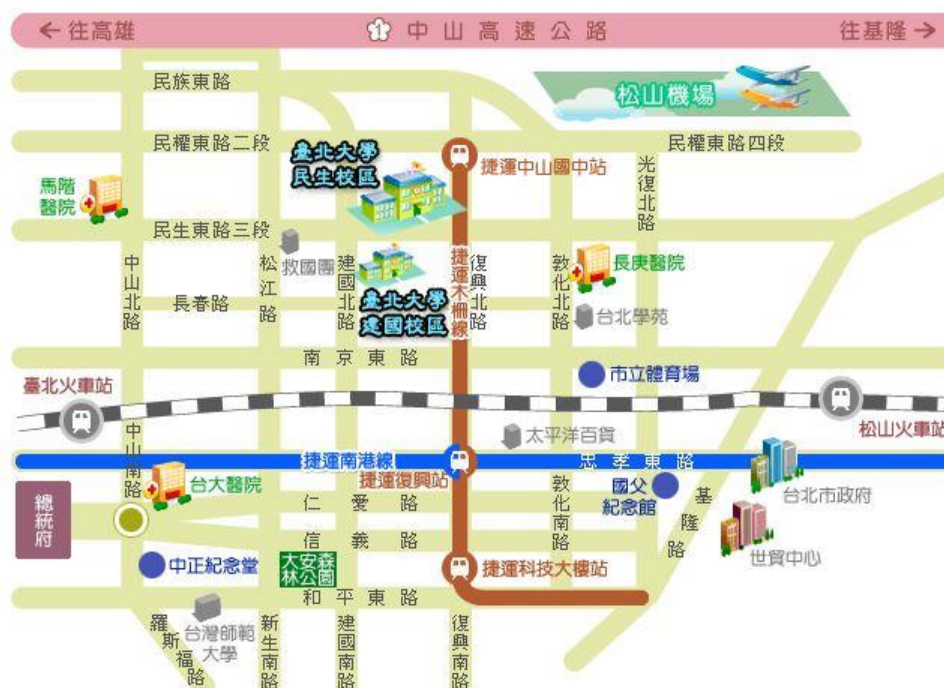 ← 往高雄
1 中山高速公路
往基隆 →
民族東路
松山機場
民權東路二段
民權東路四段
臺北大學
民生校區
捷運中山國中站
光復北路
馬階
醫院
民生東路三段
救國團
中山北路
松江路
建國北路
捷運木柵線
復興北路
敦化北路
長庚醫院
長春路
臺北大學
建國校區
台北學苑
南京東路
市立體育場
臺北火車站
松山火車站
太平洋百貨
中山南路
捷運南港線
忠孝東路
捷運復興站
台大醫院
國父
紀念館
台北市政府
總統府
仁愛路
敦化南路
基隆路
信義路
世貿中心
中正紀念堂
大安森
林公園
捷運科技大樓站
和平東路
台灣師範
大學
羅斯福路
新生南路
建國南路
復興南路